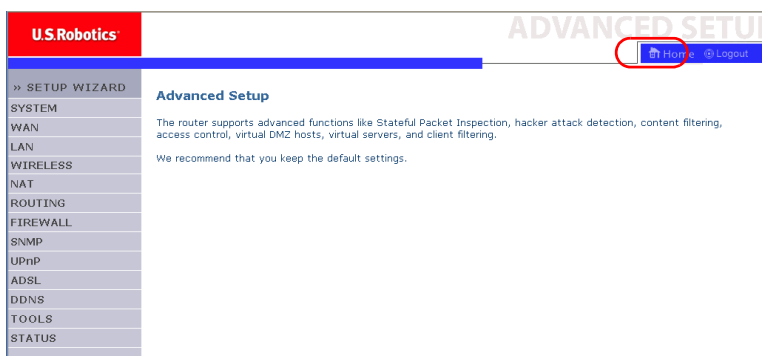 U.S.Robotics
ADVANCED SETU
Home Logout
» SETUP WIZARD
SYSTEM
WAN
LAN
WIRELESS
NAT
ROUTING
FIREWALL
SNMP
UPnP
ADSL
DDNS
TOOLS
STATUS
Advanced Setup
The router supports advanced functions like Stateful Packet Inspection, hacker attack detection, content filtering,
access control, virtual DMZ hosts, virtual servers, and client filtering.
We recommend that you keep the default settings.